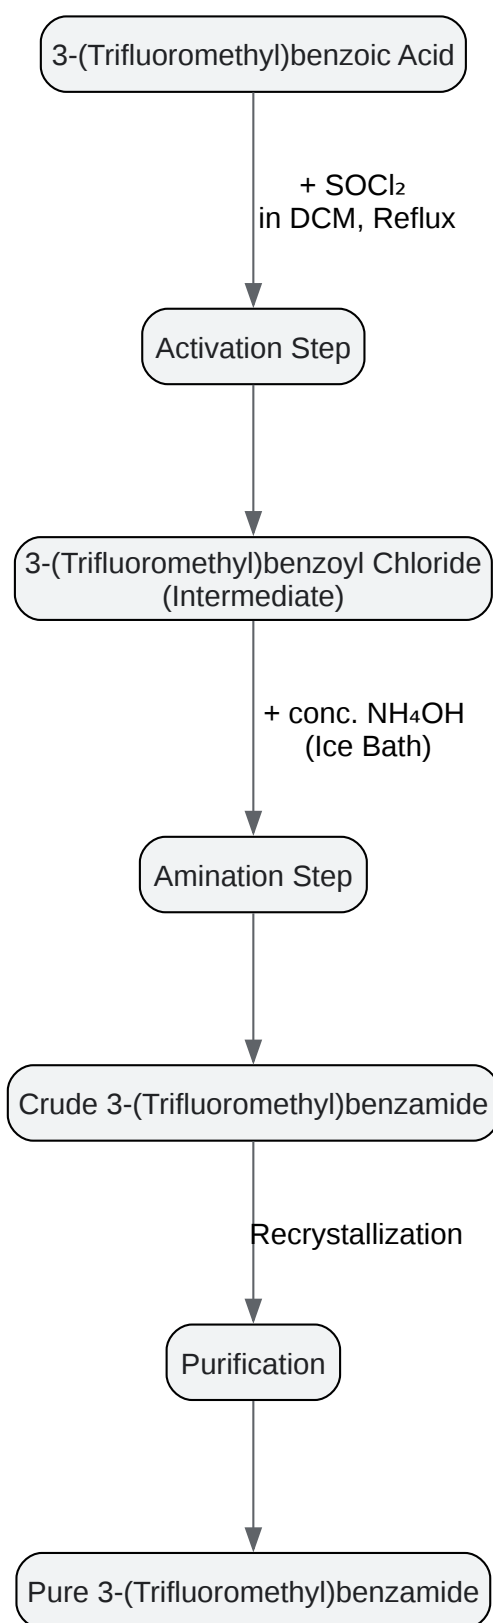 3-(Trifluoromethyl)benzoic Acid
+ SOCl₂
in DCM, Reflux
Activation Step
3-(Trifluoromethyl)benzoyl Chloride
(Intermediate)
+ conc. NH₄OH
(Ice Bath)
Amination Step
Crude 3-(Trifluoromethyl)benzamide
Recrystallization
Purification
Pure 3-(Trifluoromethyl)benzamide